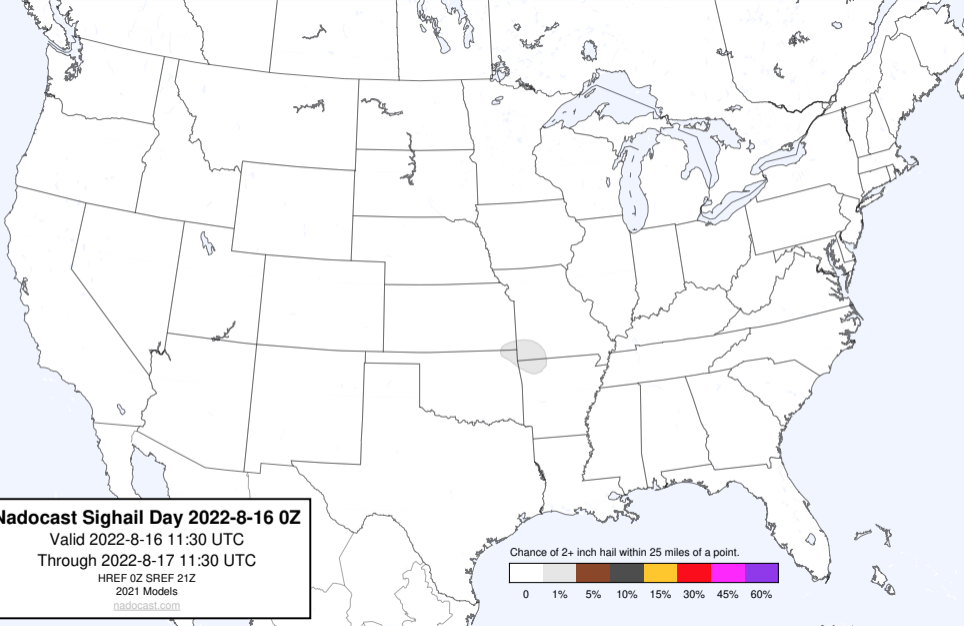 Nadocast Sighail Day 2022-8-16 0Z
Valid 2022-8-16 11:30 UTC
Through 2022-8-17 11:30 UTC
HREF 0Z SREF 21Z
2021 Models
nadocast.com
Chance of 2+ inch hail within 25 miles of a point.
0 1% 5% 10% 15% 30% 45% 60%